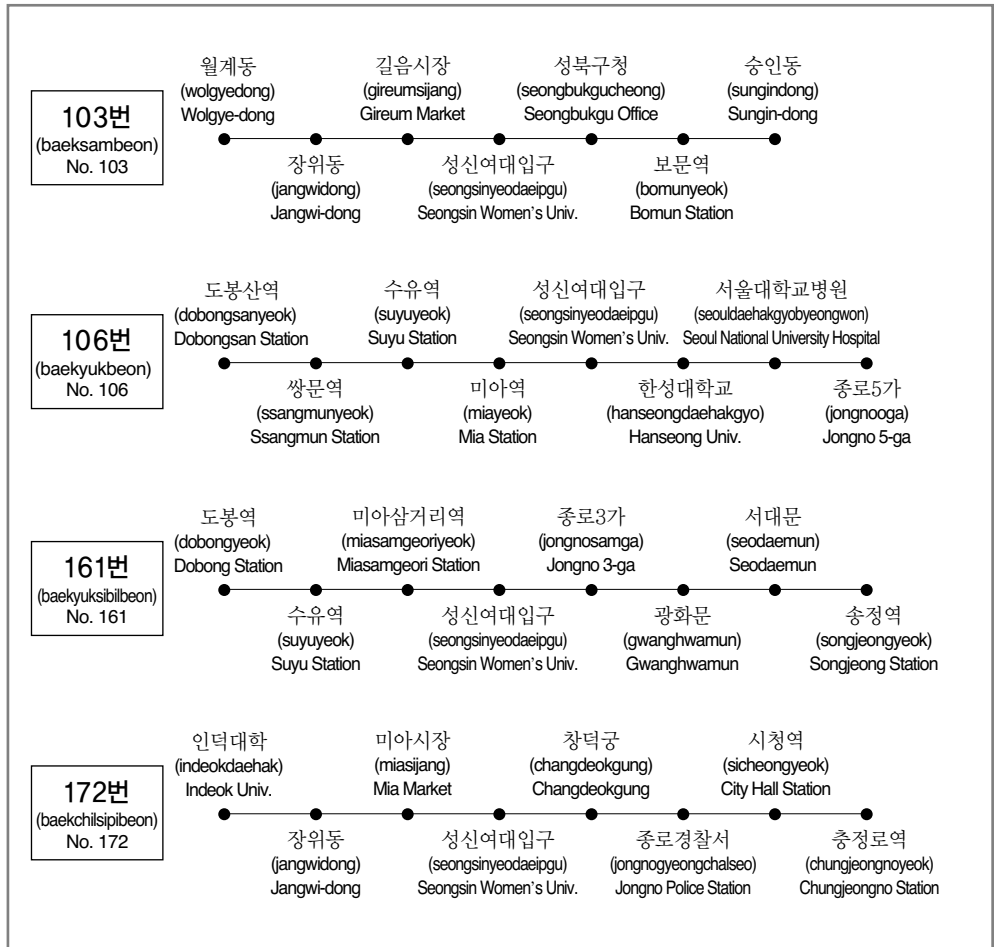 103번
(baeksambeon)
No. 103
월계동
(wolgyedong)
Wolgye-dong
장위동
(jangwidong)
Jangwi-dong
길음시장
(gireumsijang)
Gireum Market
성신여대입구
(seongsinyeodaeipgu)
Seongsin Women's Univ.
성북구청
(seongbukgucheong)
Seongbukgu Office
보문역
(bomunyeok)
Bomun Station
숭인동
(sungindong)
Sungin-dong
106번
(baekyukbeon)
No. 106
도봉산역
(dobongsanyeok)
Dobongsan Station
쌍문역
(ssangmunyeok)
Ssangmun Station
수유역
(suyuyeok)
Suyu Station
미아역
(miayeok)
Mia Station
성신여대입구
(seongsinyeodaeipgu)
Seongsin Women's Univ.
한성대학교
(hanseongdaehakgyo)
Hanseong Univ.
서울대학교병원
(seouldaehakgyobyeongwon)
Seoul National University Hospital
종로5가
(jongnooga)
Jongno 5-ga
161번
(baekyuksibilbeon)
No. 161
도봉역
(dobongyeok)
Dobong Station
수유역
(suyuyeok)
Suyu Station
미아삼거리역
(miasamgeoriyeok)
Miasamgeori Station
성신여대입구
(seongsinyeodaeipgu)
Seongsin Women's Univ.
종로3가
(jongnosamga)
Jongno 3-ga
광화문
(gwanghwamun)
Gwanghwamun
서대문
(seodaemun)
Seodaemun
송정역
(songjeongyeok)
Songjeong Station
172번
(baekchilsipibeon)
No. 172
인덕대학
(indeokdaehak)
Indeok Univ.
장위동
(jangwidong)
Jangwi-dong
미아시장
(miasijang)
Mia Market
성신여대입구
(seongsinyeodaeipgu)
Seongsin Women's Univ.
창덕궁
(changdeokgung)
Changdeokgung
종로경찰서
(jongnogyeongchalseo)
Jongno Police Station
시청역
(sicheongyeok)
City Hall Station
충정로역
(chungjeongnoyeok)
Chungjeongno Station